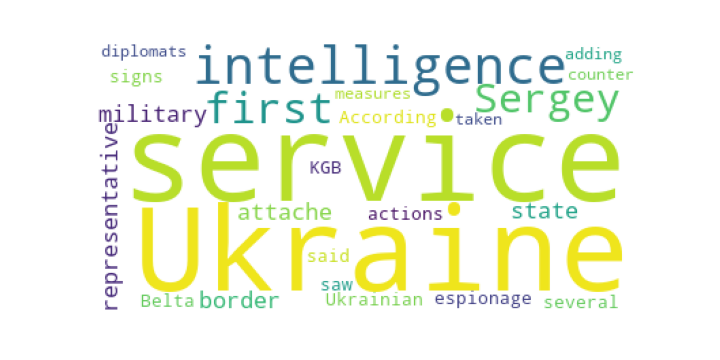 diplomats intelligence adding
signs counter
measures Sergey
military first According taken
service
representative KGB
attache actions state
Ukraine
said
saw
Belta border Ukrainian espionage several